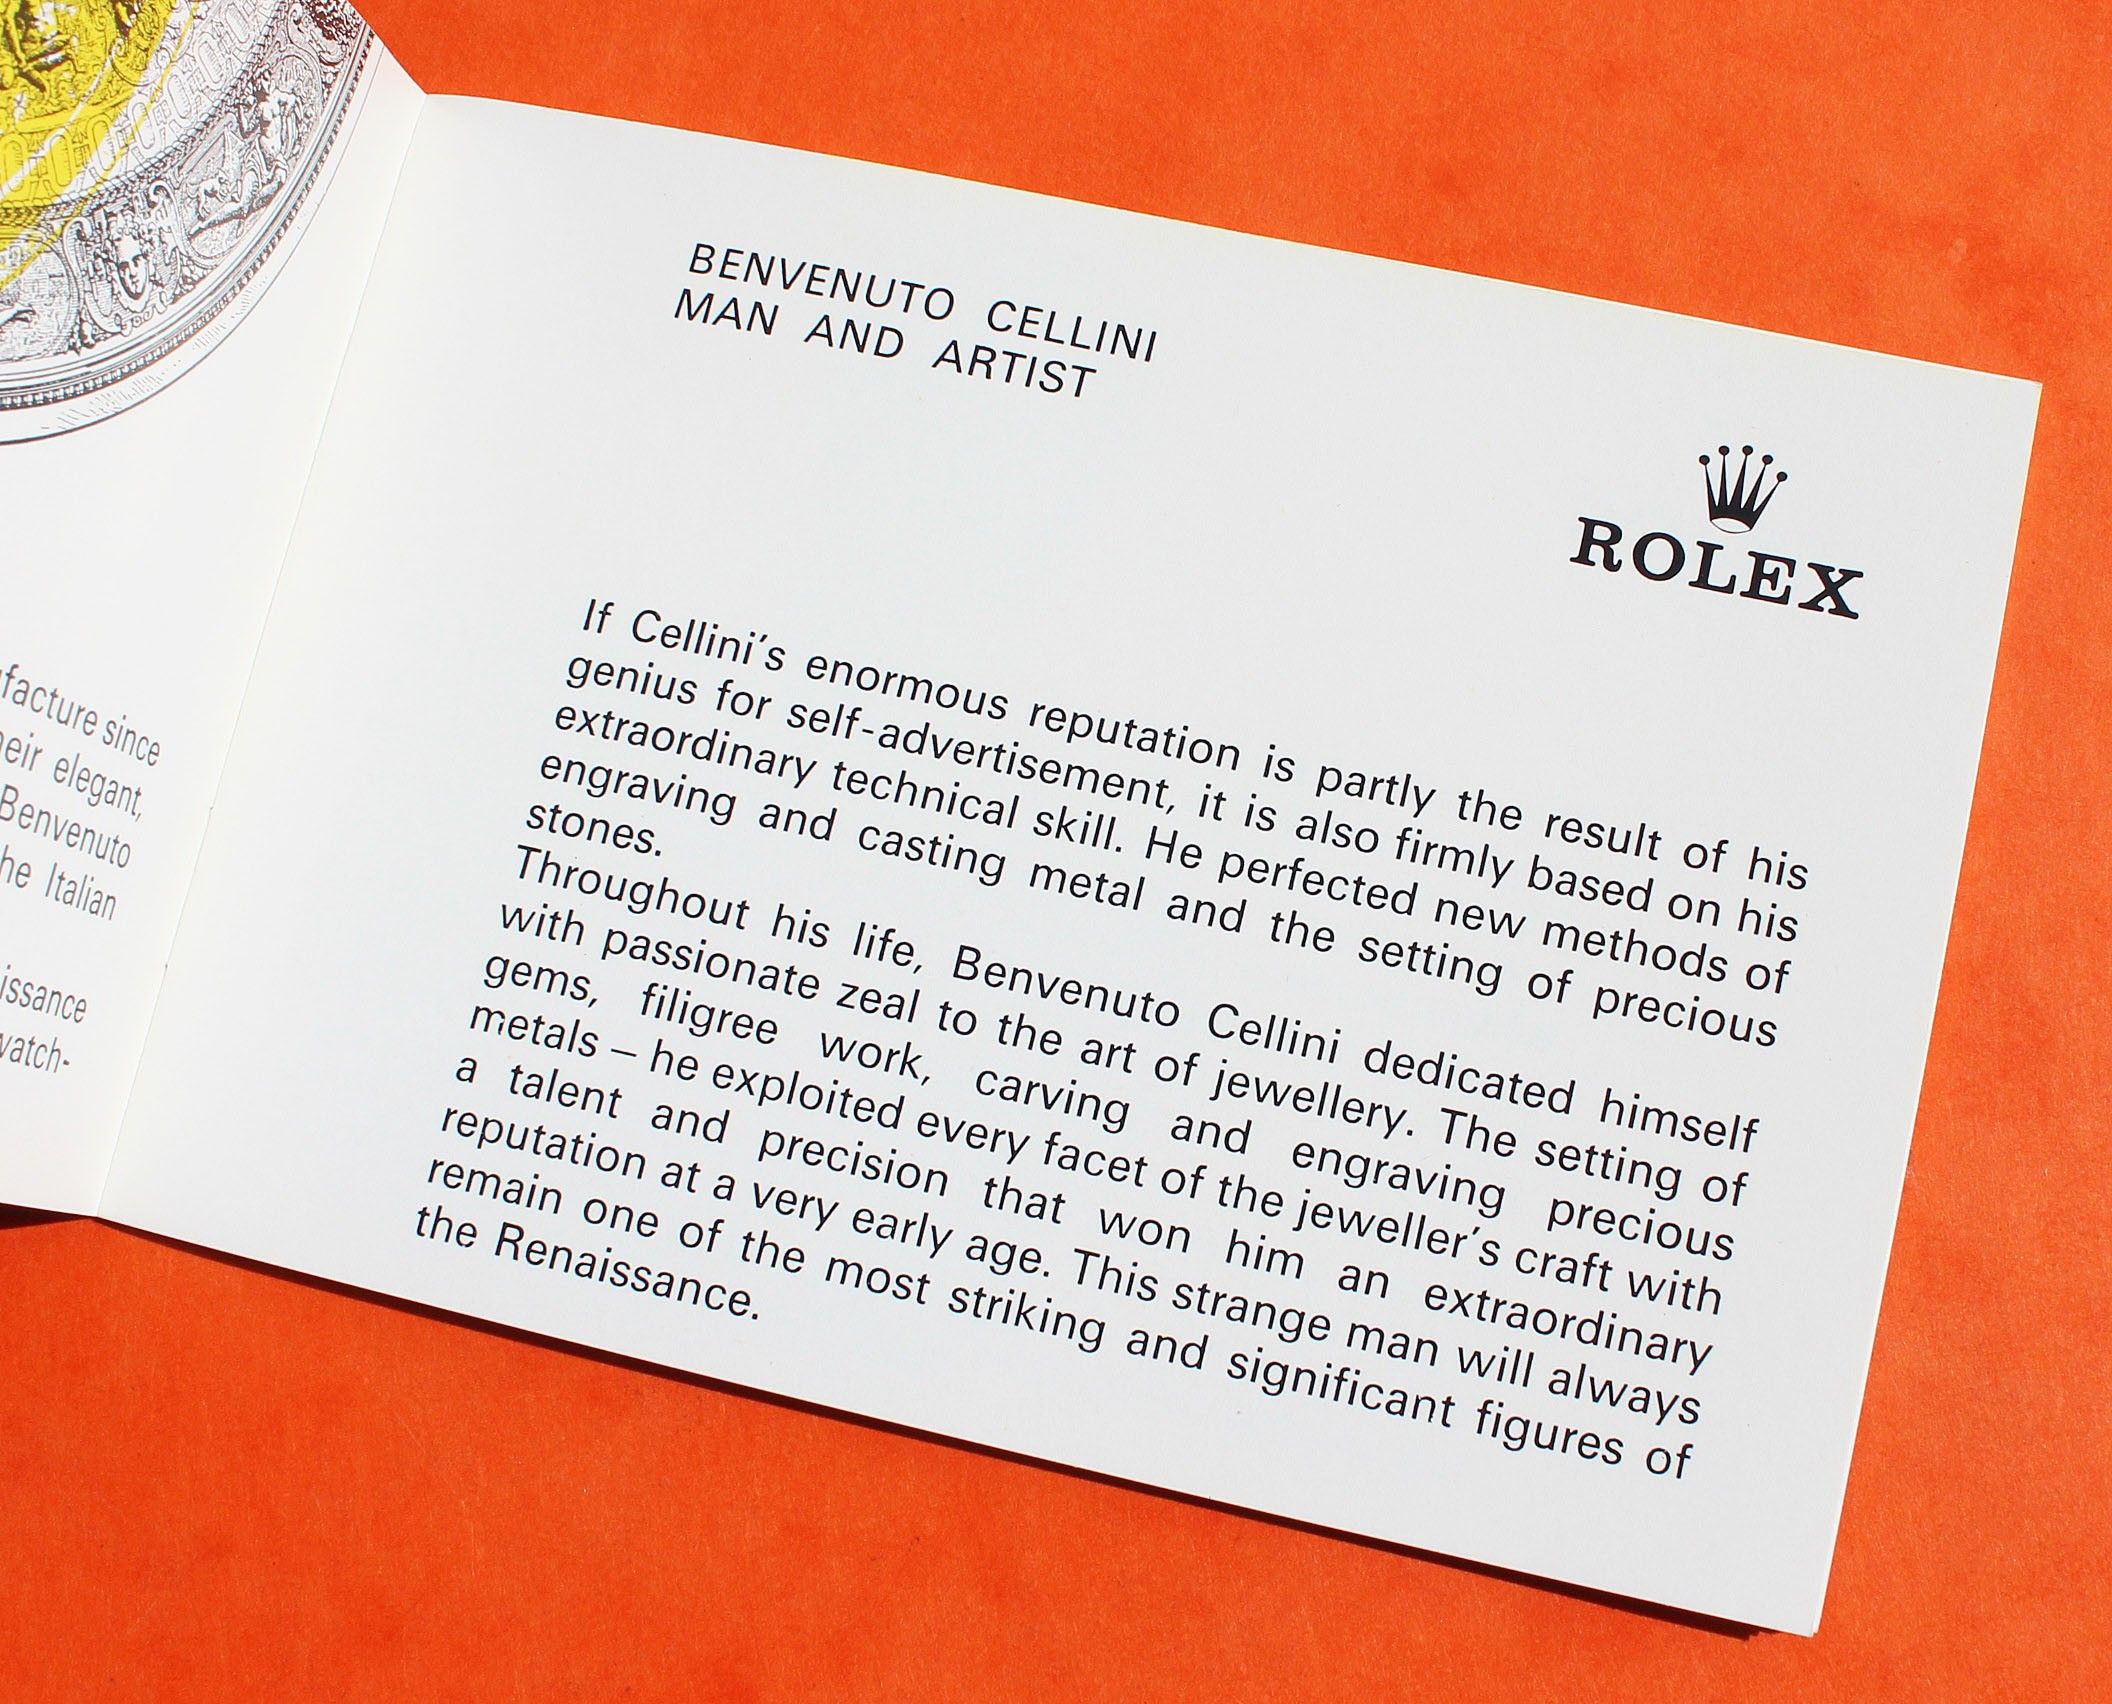 since
elegant,
Benvenuto
Italian
BENVENUTO CELLINI
MAN AND ARTIST
ROLEX
If Cellini's enormous reputation is partly the result of his
genius for self-advertisement, it is also firmly based on his
extraordinary technical skill. He perfected new methods of
engraving and casting metal and the setting of precious
stones.
Throughout his life, Benvenuto Cellini dedicated himself
with passionate zeal to the art of jewellery. The setting of
gems, filigree work, carving and engraving precious
metals – he exploited every facet of the jeweller's craft with
a talent and precision that won him an extraordinary
reputation at a very early age. This strange man will always
remain one of the most striking and significant figures of
the Renaissance.